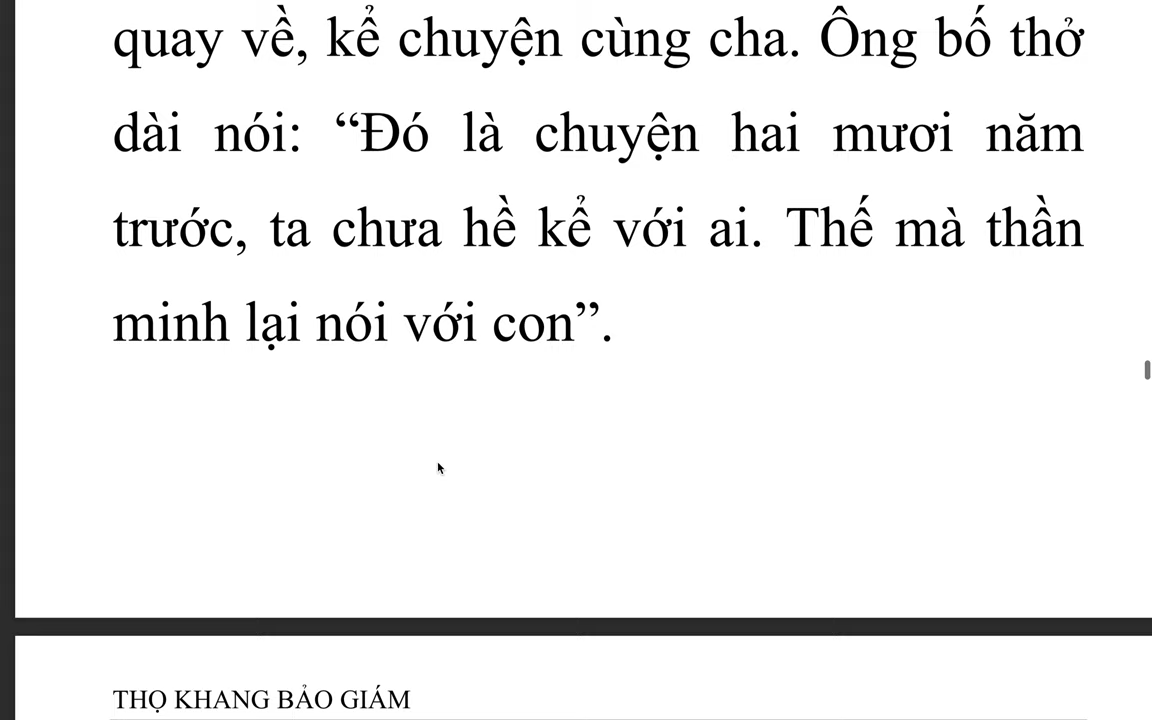 quay về, kể chuyện cùng cha. Ông bố thở
dài nói: “Đó là chuyện hai mươi năm
trước, ta chưa hề kể với ai. Thế mà thần
minh lại nói với con”.
THỌ KHANG BẢO GIÁM